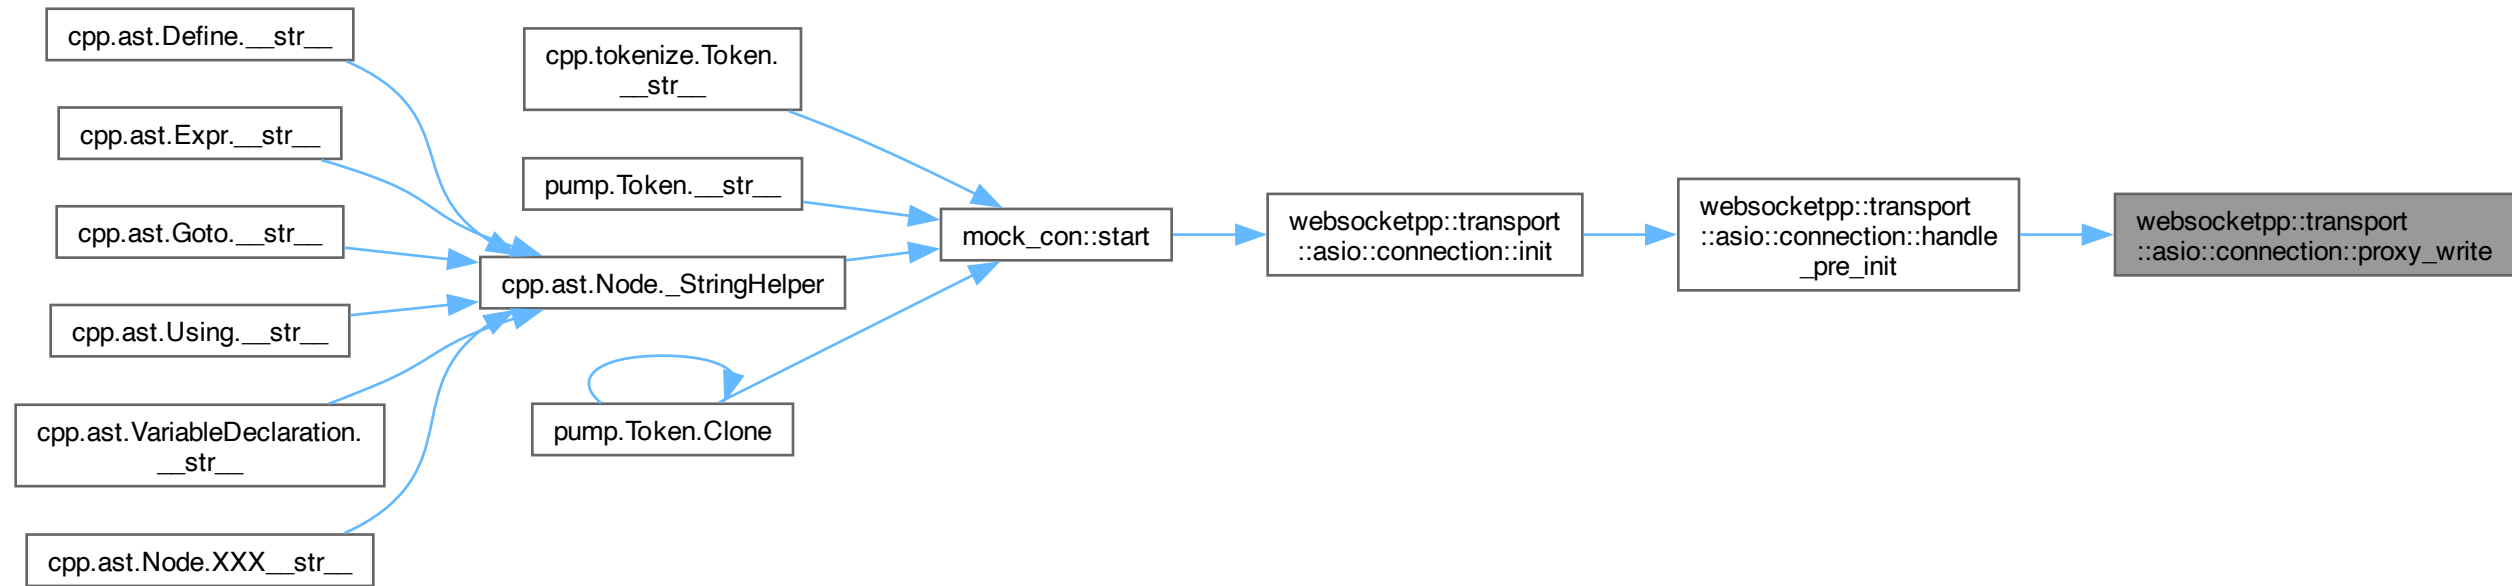 cpp.ast.Define.__str__
cpp.ast.Expr.__str__
cpp.ast.Goto.__str__
cpp.ast.Using.__str__
cpp.ast.VariableDeclaration.
__str__
cpp.ast.Node.XXX__str__
cpp.tokenize.Token.
__str__
pump.Token.__str__
cpp.ast.Node._StringHelper
pump.Token.Clone
mock_con::start
websocketpp::transport
::asio::connection::init
websocketpp::transport
::asio::connection::handle
_pre_init
websocketpp::transport
::asio::connection::proxy_write